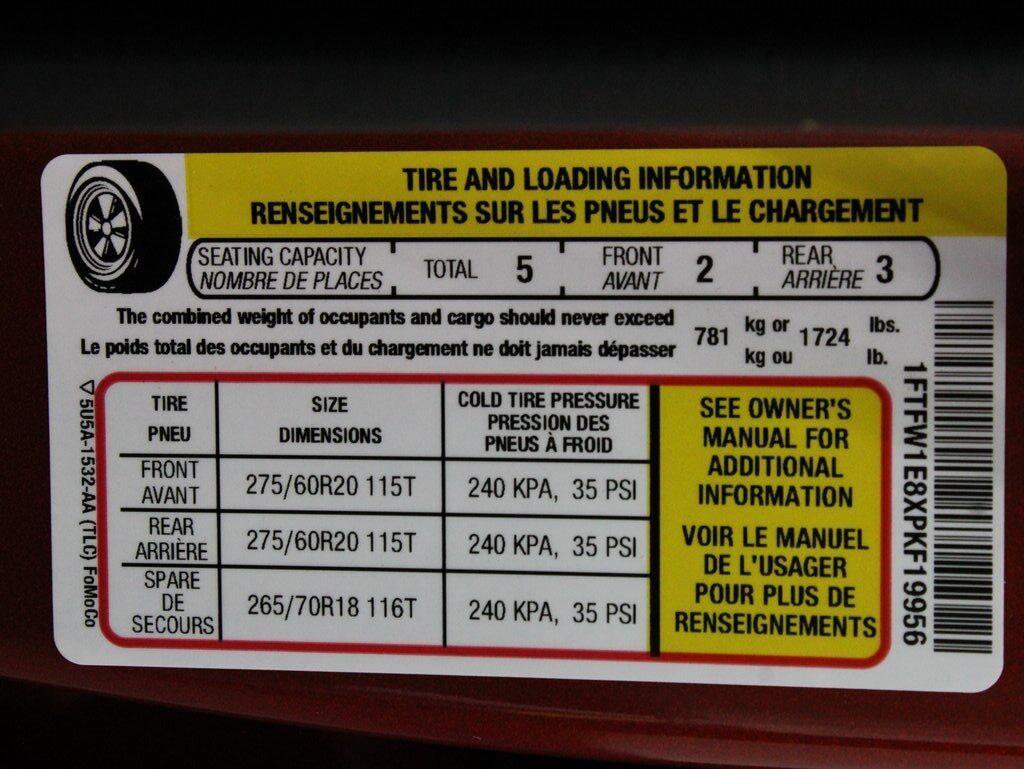 TIRE AND LOADING INFORMATION
RENSEIGNEMENTS SUR LES PNEUS ET LE CHARGEMENT
SEATING CAPACITY TOTAL 5 FRONT 2 REAR 3
NOMBRE DE PLACES AVANT ARRIÈRE
The combined weight of occupants and cargo should never exceed 781 kg or 1724 lbs.
Le poids total des occupants et du chargement ne doit jamais dépasser kg ou lb.
TIRE SIZE COLD TIRE PRESSURE
PNEU DIMENSIONS PRESSION DES
PNEUS À FROID
FRONT
AVANT 275/60R20 115T 240 KPA, 35 PSI
REAR
ARRIÈRE 275/60R20 115T 240 KPA, 35 PSI
SPARE
DE
SECOURS 265/70R18 116T 240 KPA, 35 PSI
SEE OWNER'S
MANUAL FOR
ADDITIONAL
INFORMATION
VOIR LE MANUEL
DE L'USAGER
POUR PLUS DE
RENSEIGNEMENTS
5U5A-1532-AA (TLC) FoMoCo
1FTFW1E8XPKF19956